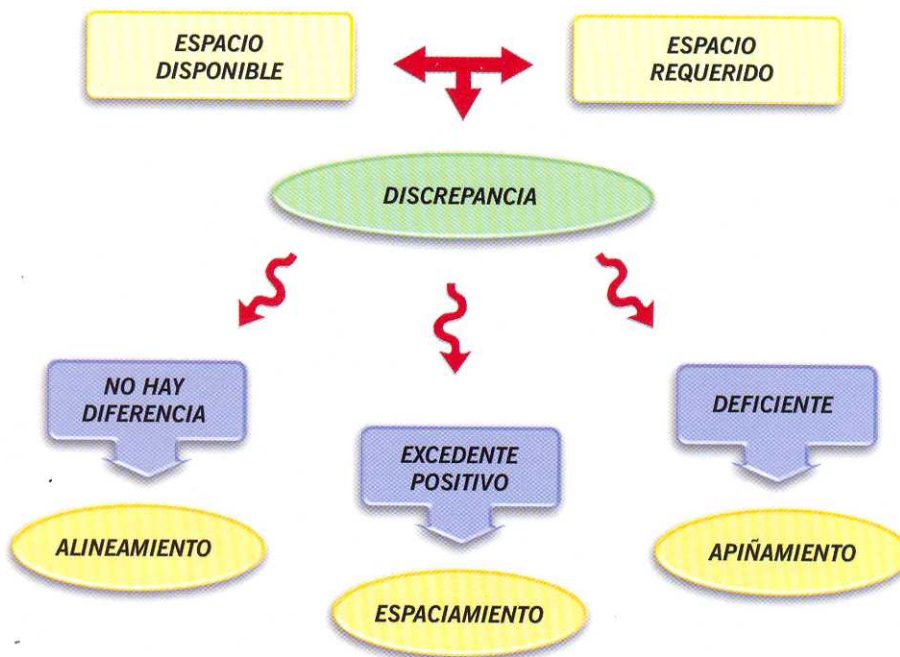 ESPACIO
DISPONIBLE
ESPACIO
REQUERIDO
DISCREPANCIA
NO HAY
DIFERENCIA
EXCEDENTE
POSITIVO
DEFICIENTE
ALINEAMIENTO
ESPACIAMIENTO
APIÑAMIENTO